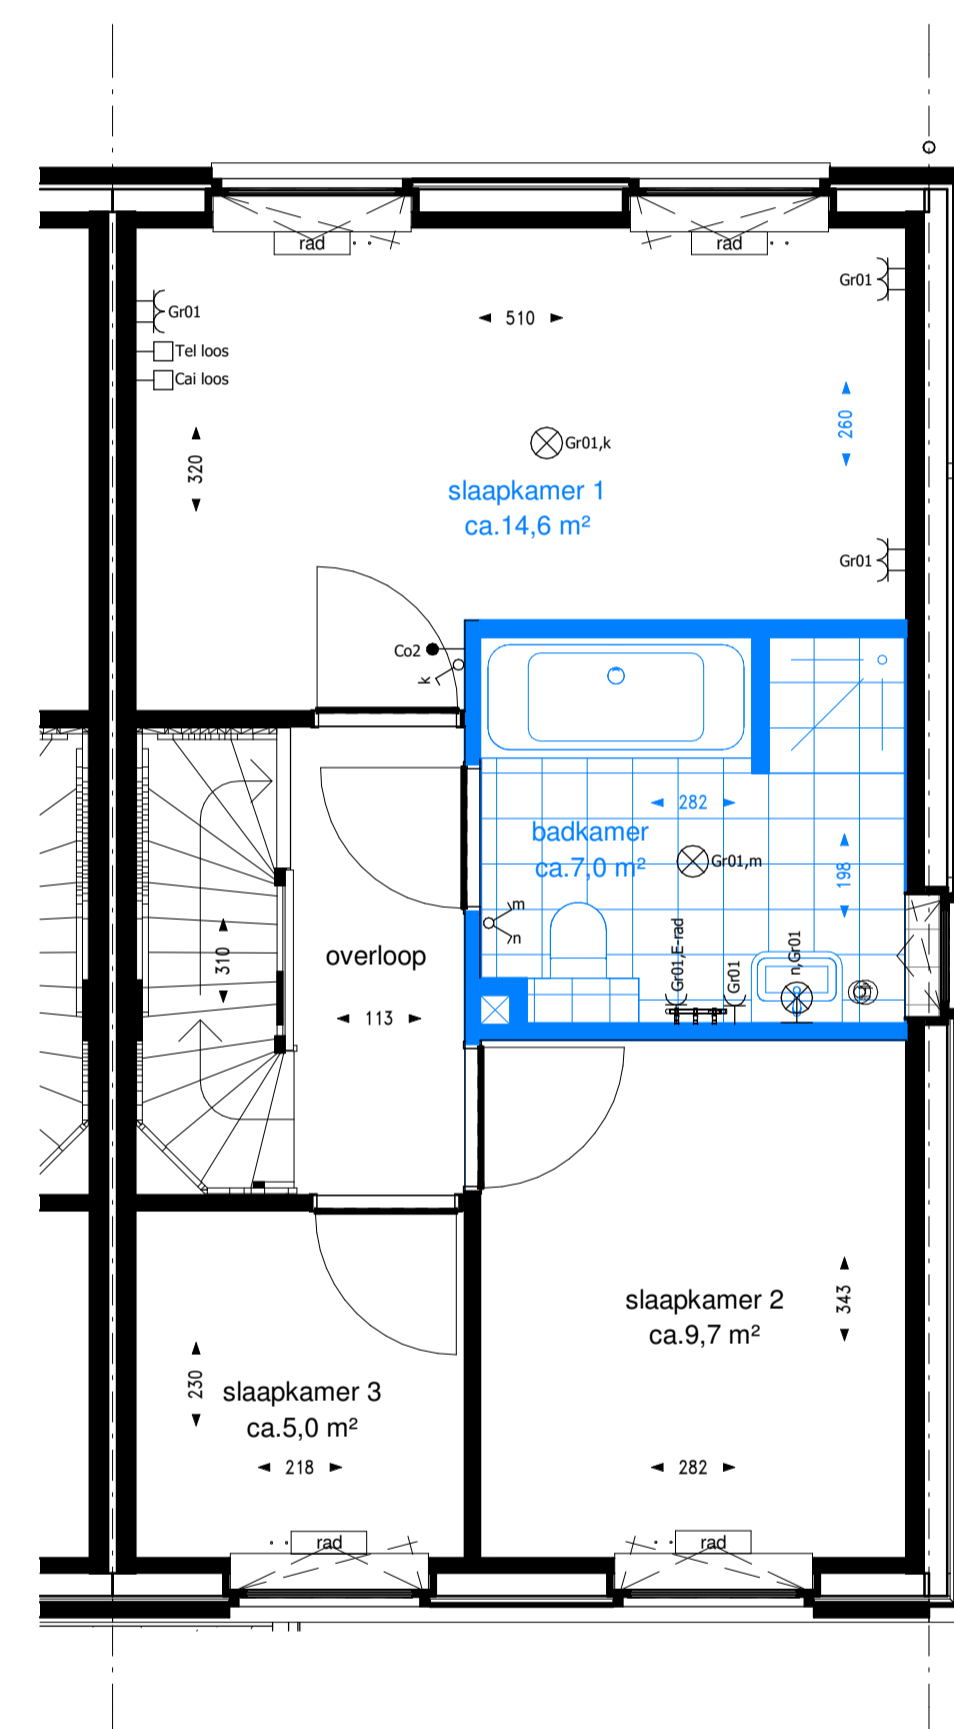 rad
rad
Gr01
Gr01
Tel loos
Cai loos
510
260
320
Gr01,k
slaapkamer 1
ca.14,6 m²
Gr01
Co2
k
282
badkamer
ca.7,0 m²
Gr01,m
198
m
n
310
overloop
113
Gr01,E-rad
Gr01
n,Gr01
slaapkamer 2
ca.9,7 m²
343
230
slaapkamer 3
ca.5,0 m²
218
282
rad
rad